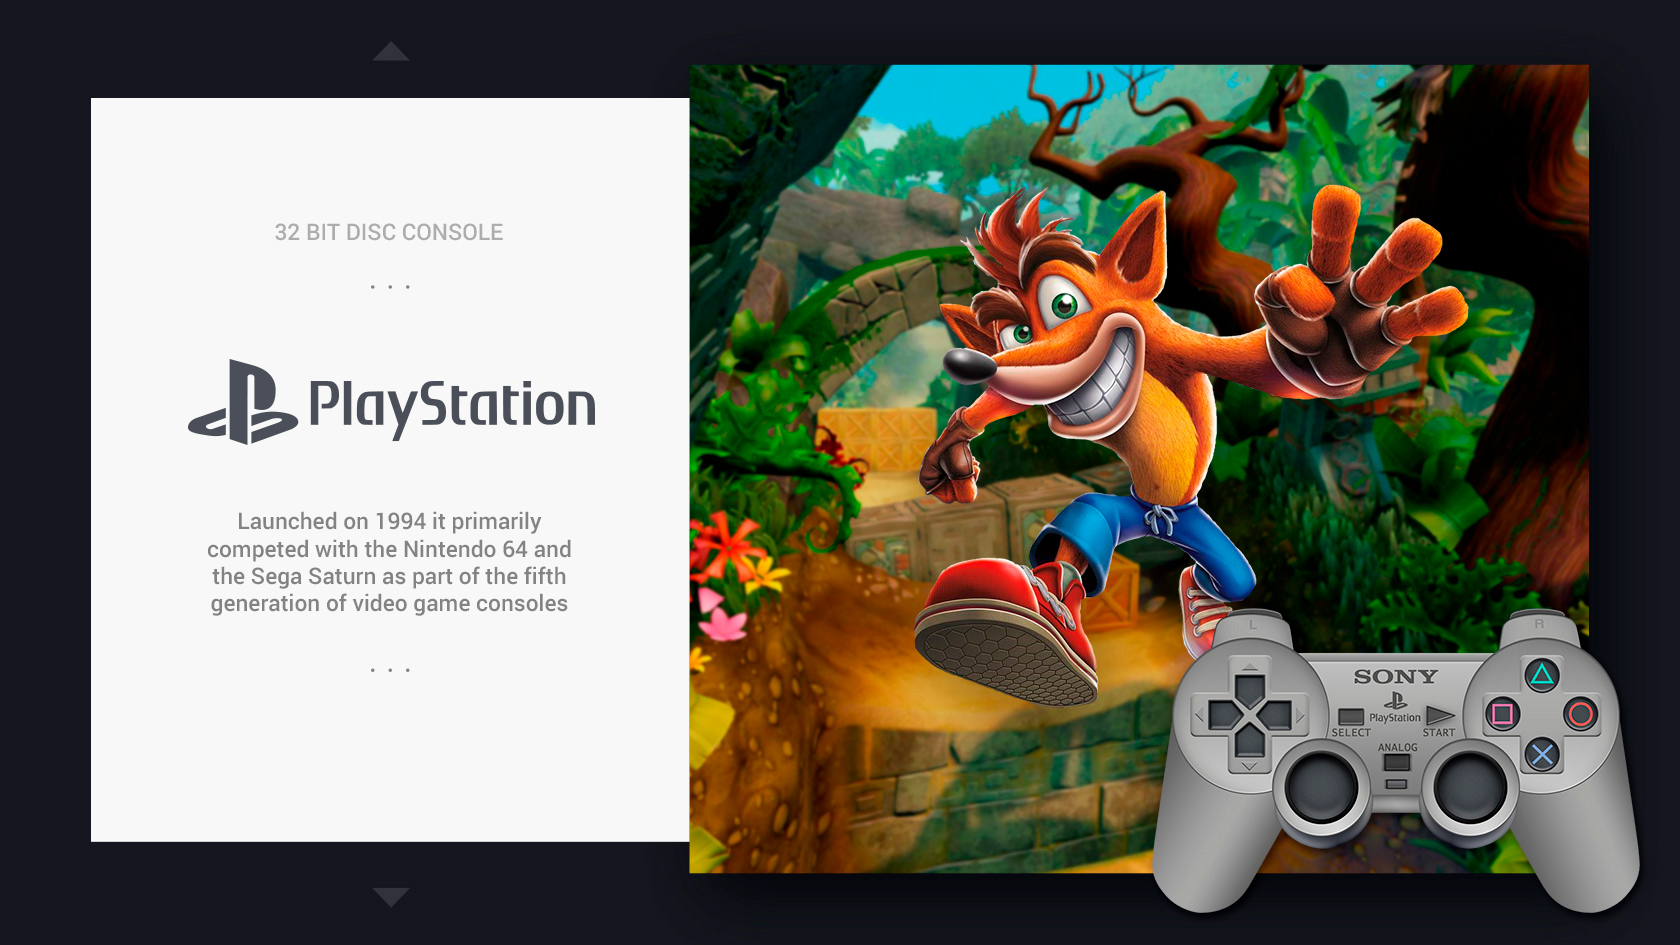 32 BIT DISC CONSOLE
. . .
PlayStation
Launched on 1994 it primarily
competed with the Nintendo 64 and
the Sega Saturn as part of the fifth
generation of video game consoles
. . .
L
R
SONY
PlayStation
SELECT
START
ANALOG